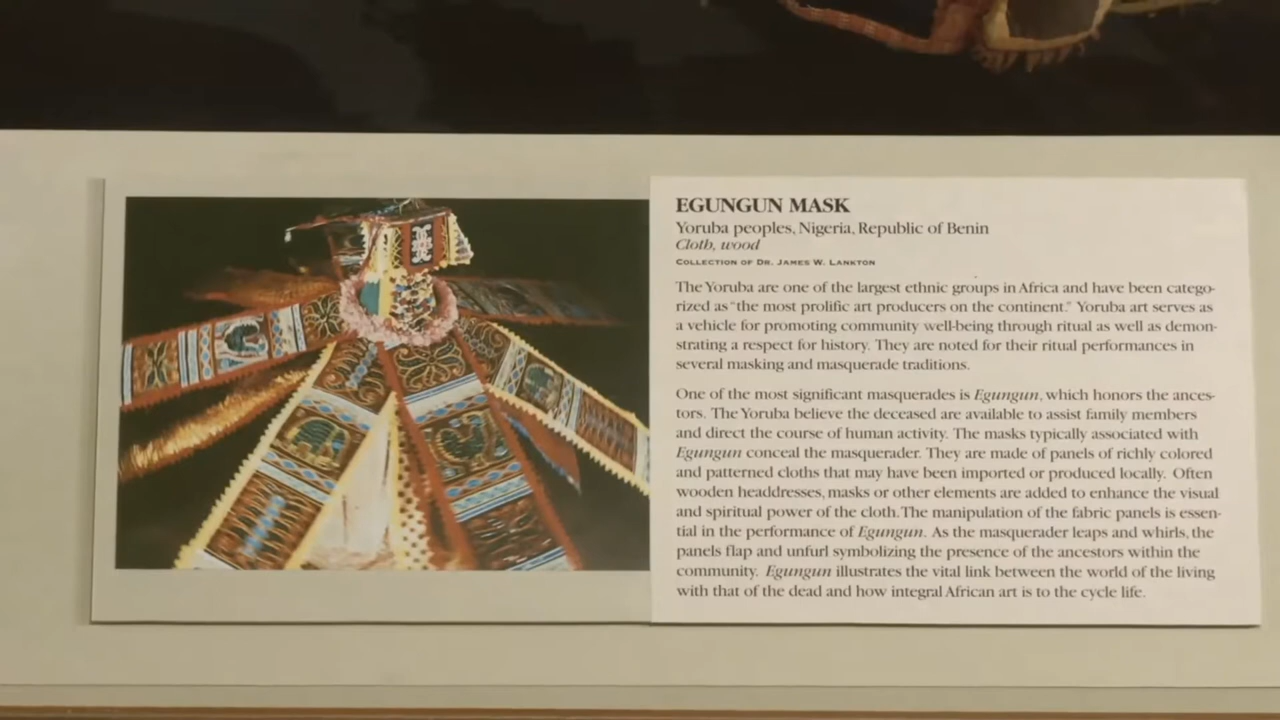 EGUNGUN MASK
Yoruba peoples, Nigeria, Republic of Benin
Cloth, wood
COLLECTION OF DR. JAMES W. LANKTON
The Yoruba are one of the largest ethnic groups in Africa and have been catego-
rized as "the most prolific art producers on the continent." Yoruba art serves as
a vehicle for promoting community well-being through ritual as well as demon-
strating a respect for history. They are noted for their ritual performances in
several masking and masquerade traditions.
One of the most significant masquerades is Egungun, which honors the ances-
tors. The Yoruba believe the deceased are available to assist family members
and direct the course of human activity. The masks typically associated with
Egungun conceal the masquerader. They are made of panels of richly colored
and patterned cloths that may have been imported or produced locally. Often
wooden headdresses, masks or other elements are added to enhance the visual
and spiritual power of the cloth. The manipulation of the fabric panels is essen-
tial in the performance of Egungun. As the masquerader leaps and whirls, the
panels flap and unfurl symbolizing the presence of the ancestors within the
community. Egungun illustrates the vital link between the world of the living
with that of the dead and how integral African art is to the cycle life.